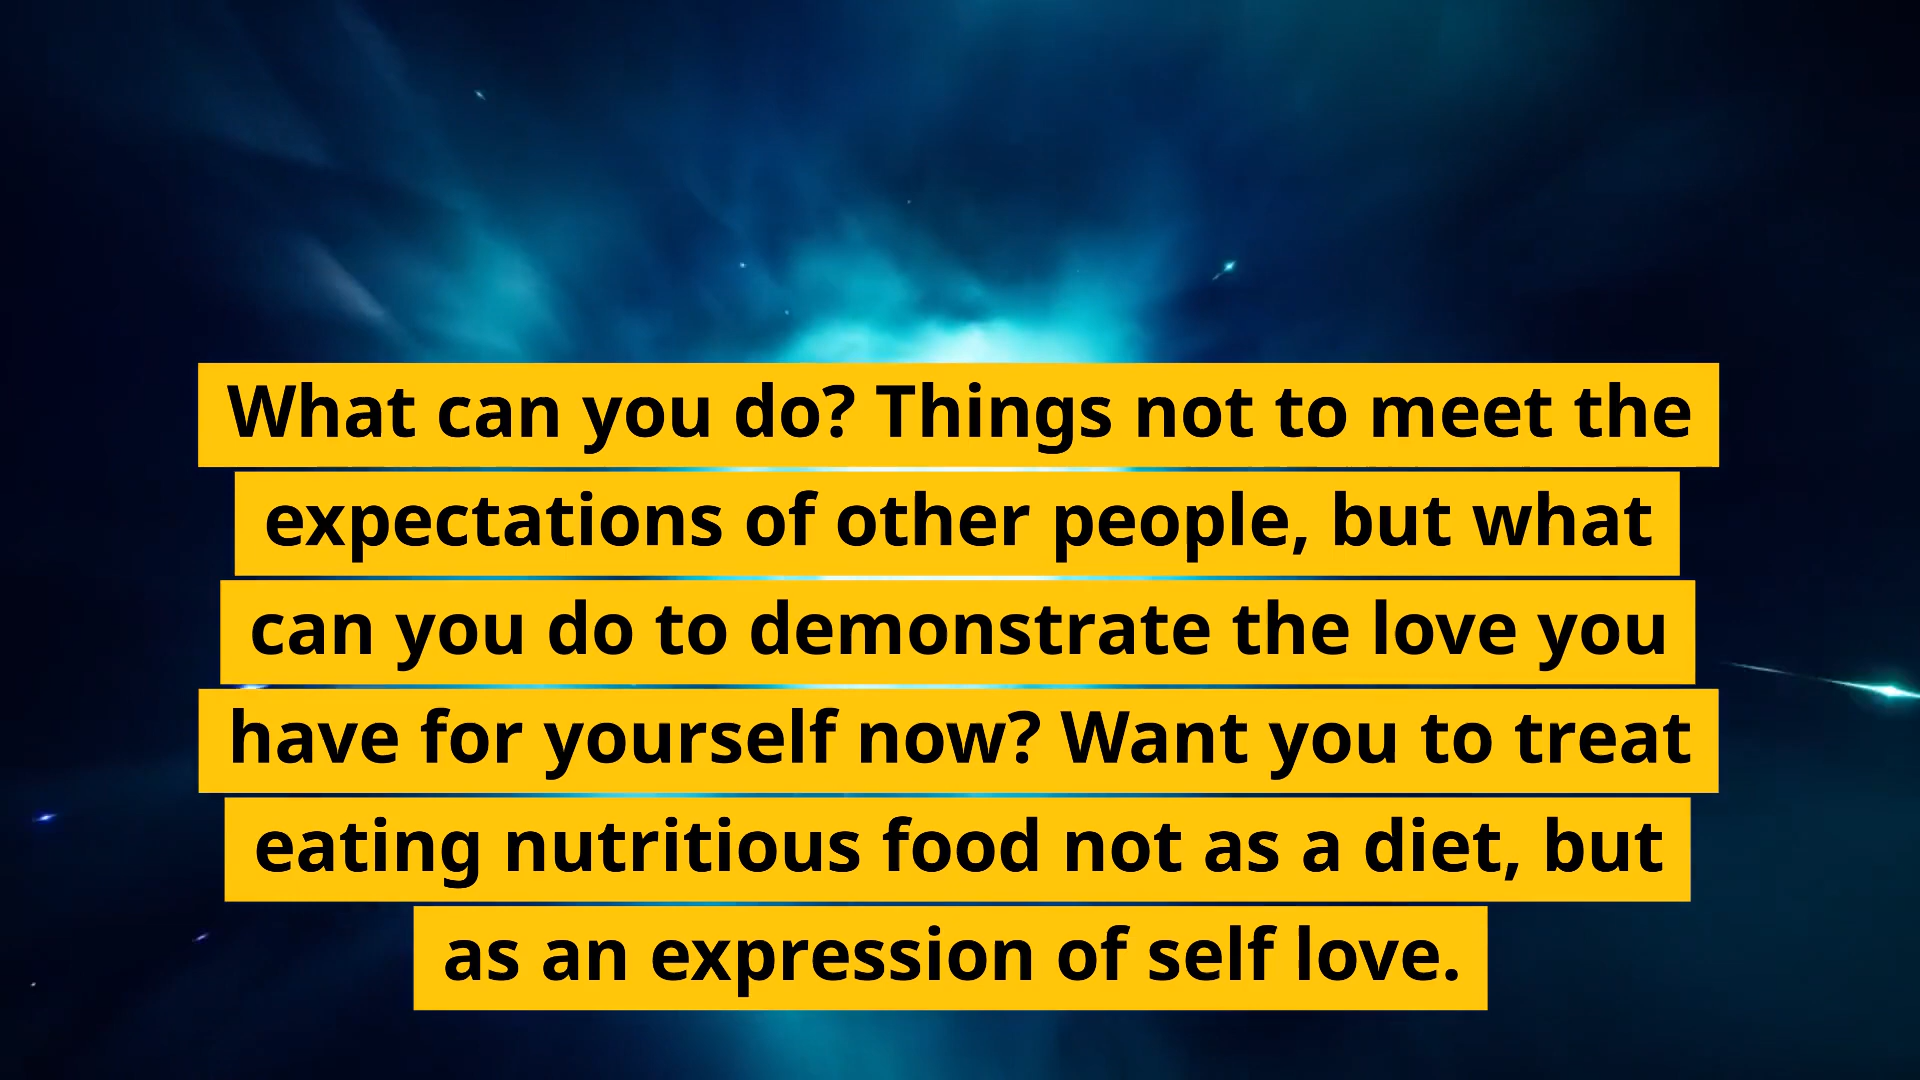 What can you do? Things not to meet the
expectations of other people, but what
can you do to demonstrate the love you
have for yourself now? Want you to treat
eating nutritious food not as a diet, but
as an expression of self love.